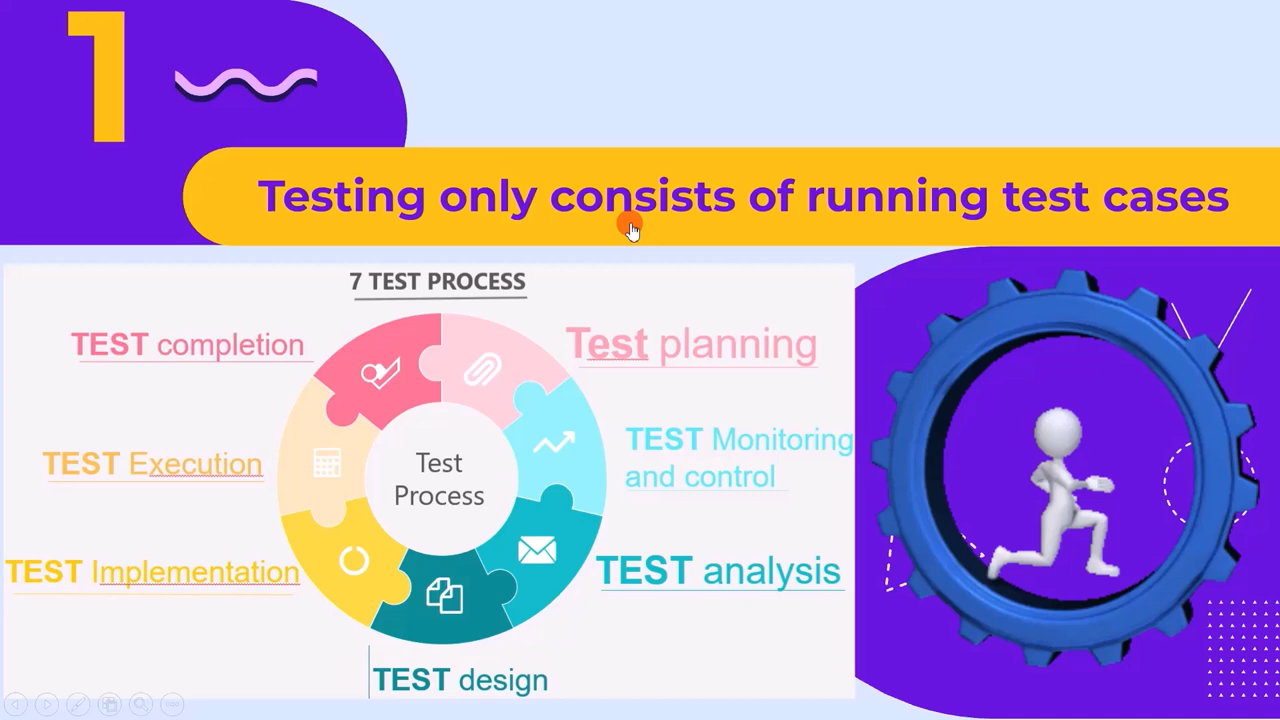 1
Testing only consists of running test cases
7 TEST PROCESS
TEST completion
Test planning
TEST Execution
Test
Process
TEST Monitoring
and control
TEST Implementation
TEST analysis
TEST design